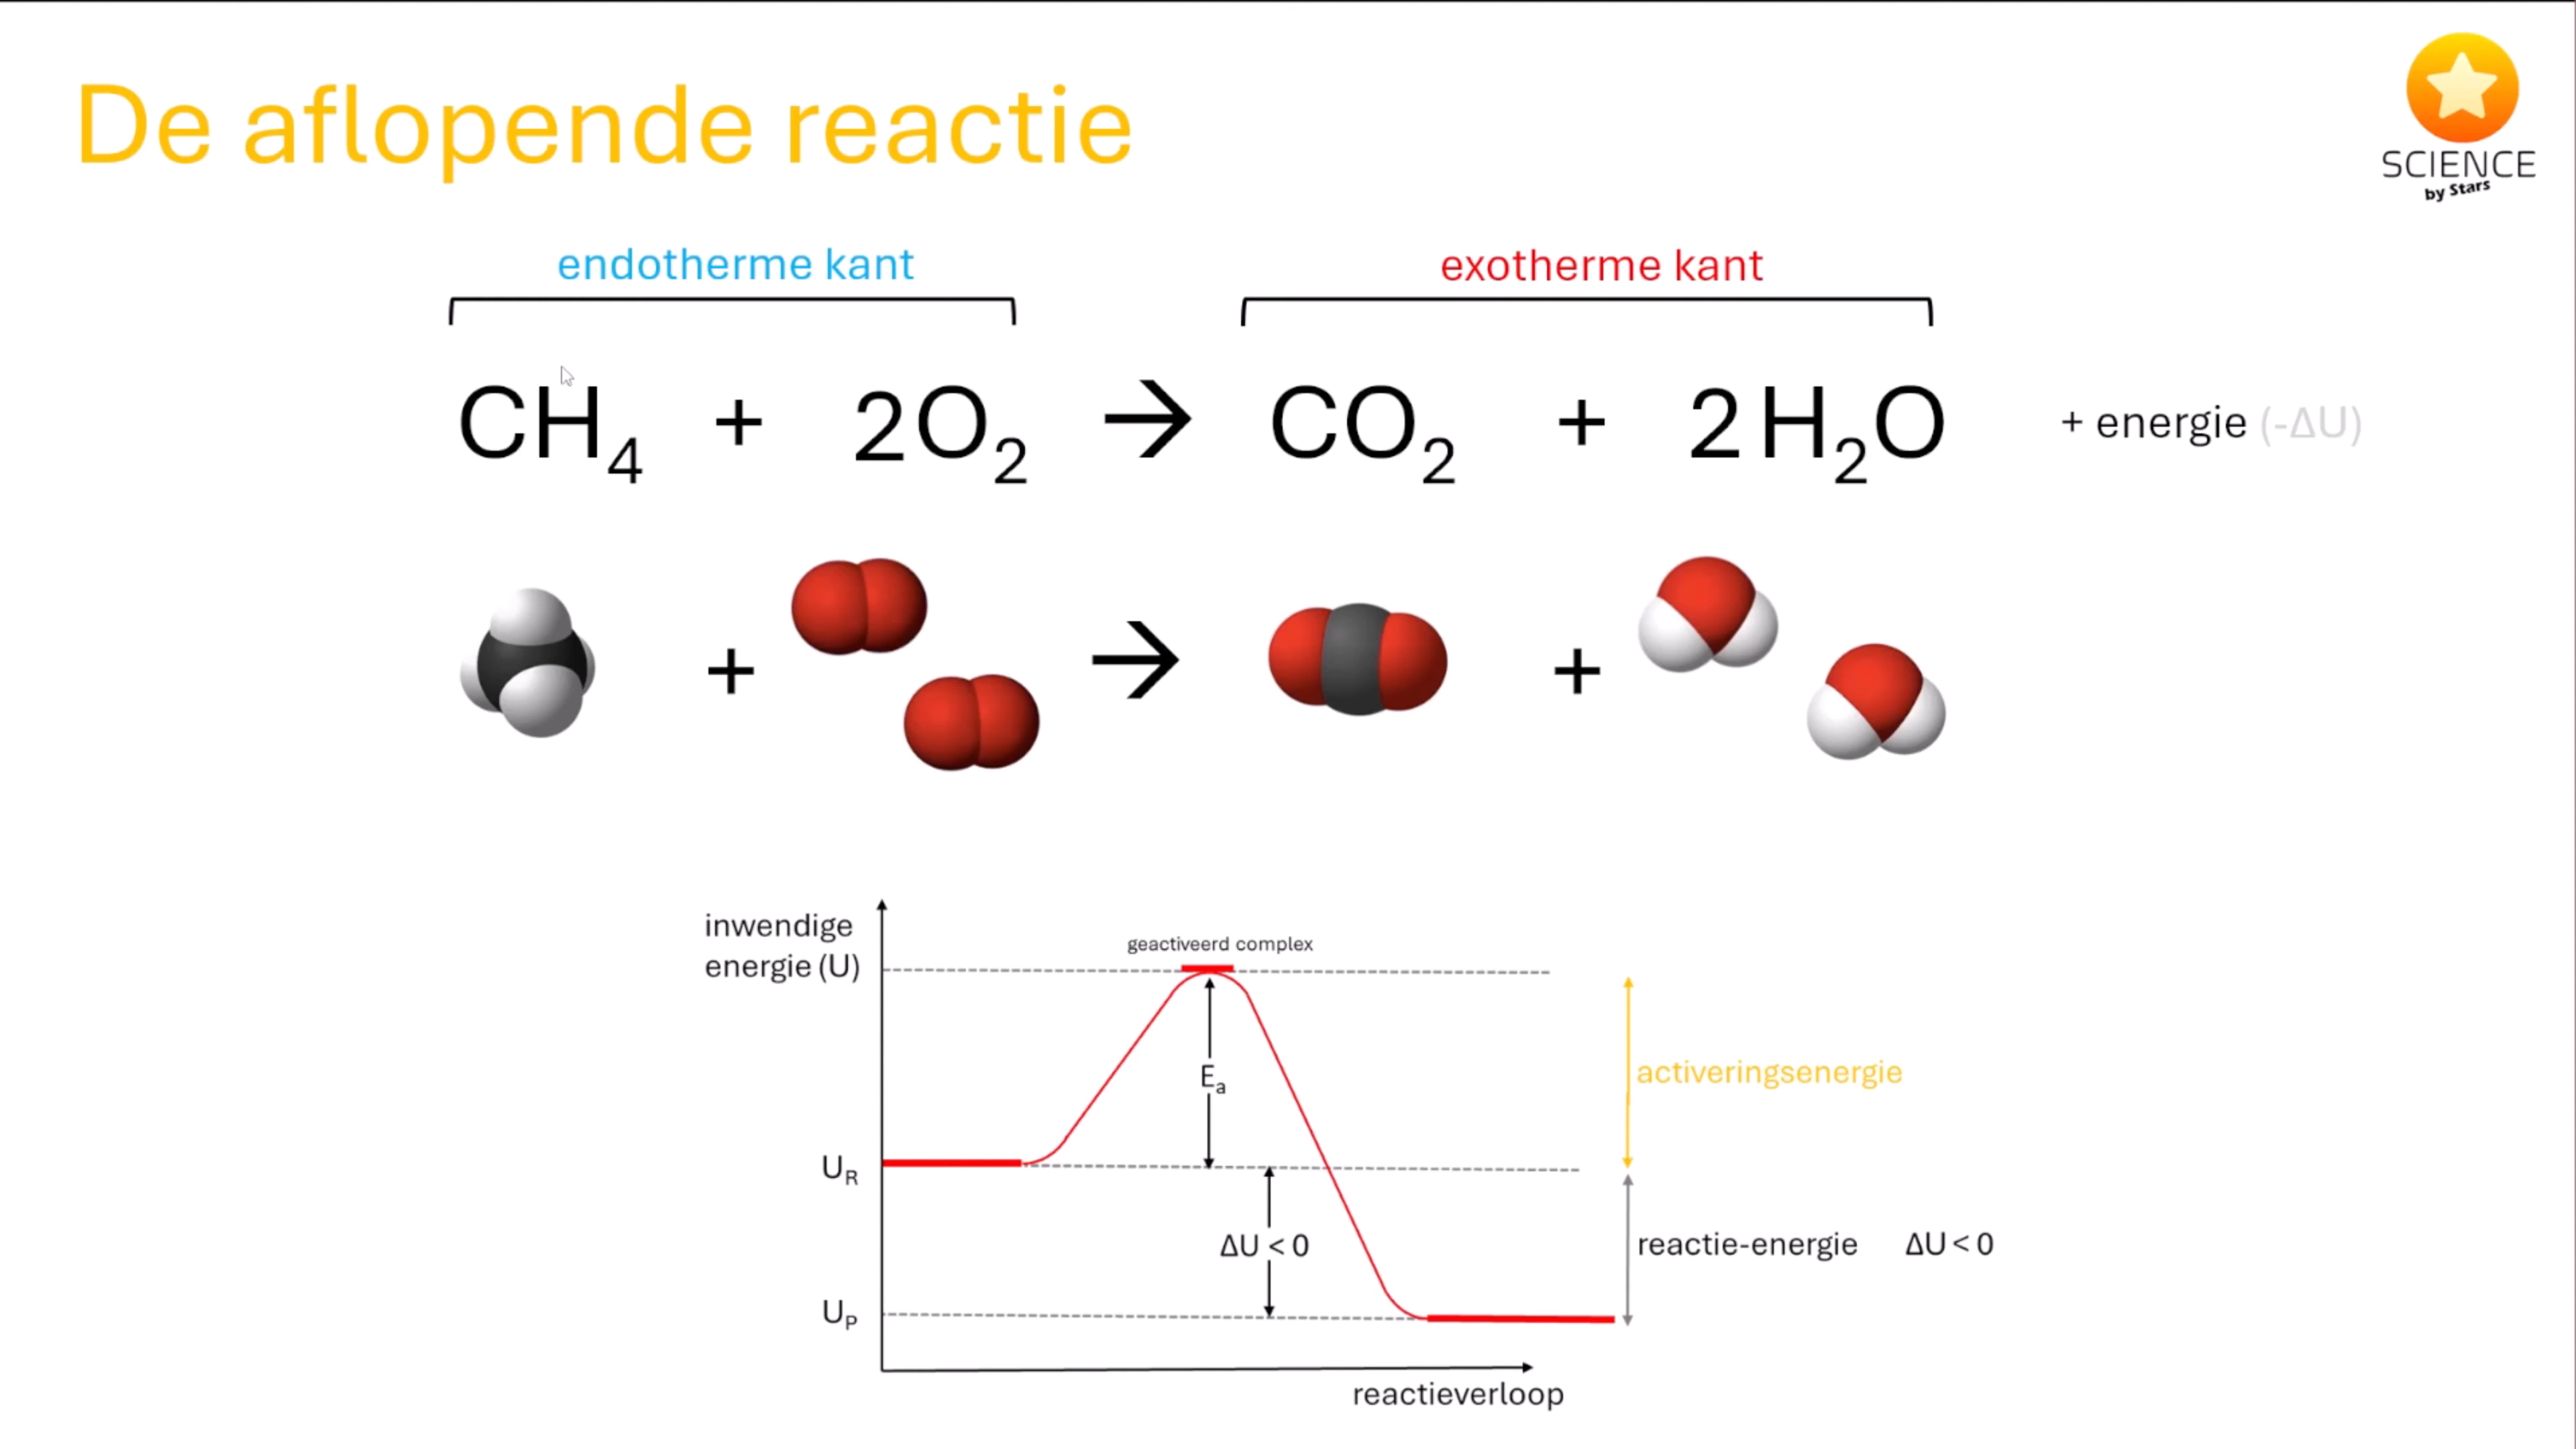 De aflopende reactie
SCIENCE
by Stars
endotherme kant
exotherme kant
CH₄ + 2O₂ → CO₂ + 2H₂O + energie (-ΔU)
+ → +
inwendige
energie (U)
geactiveerd complex
Eₐ
activeringsenergie
U_R
ΔU < 0
reactie-energie ΔU < 0
U_P
reactieverloop